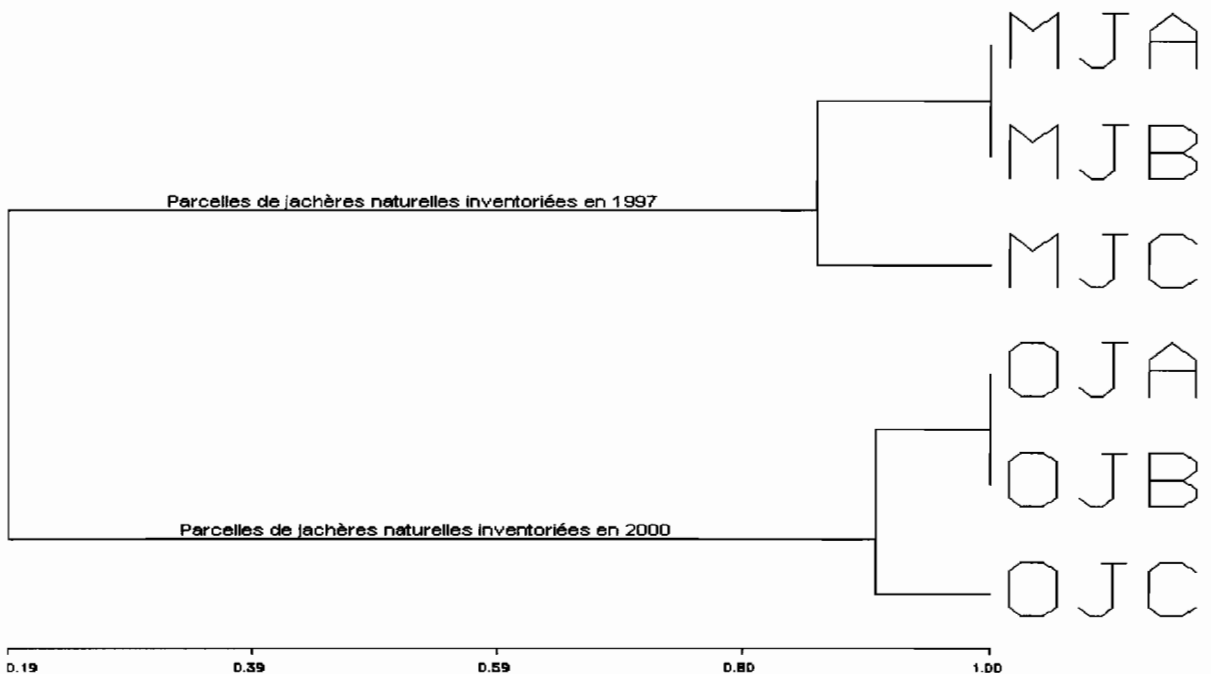 MJA
MJB
Parcelles de jachères naturelles inventoriées en 1997
MJC
OJA
OJB
Parcelles de jachères naturelles inventoriées en 2000
OJC
0.19 0.39 0.59 0.80 1.00